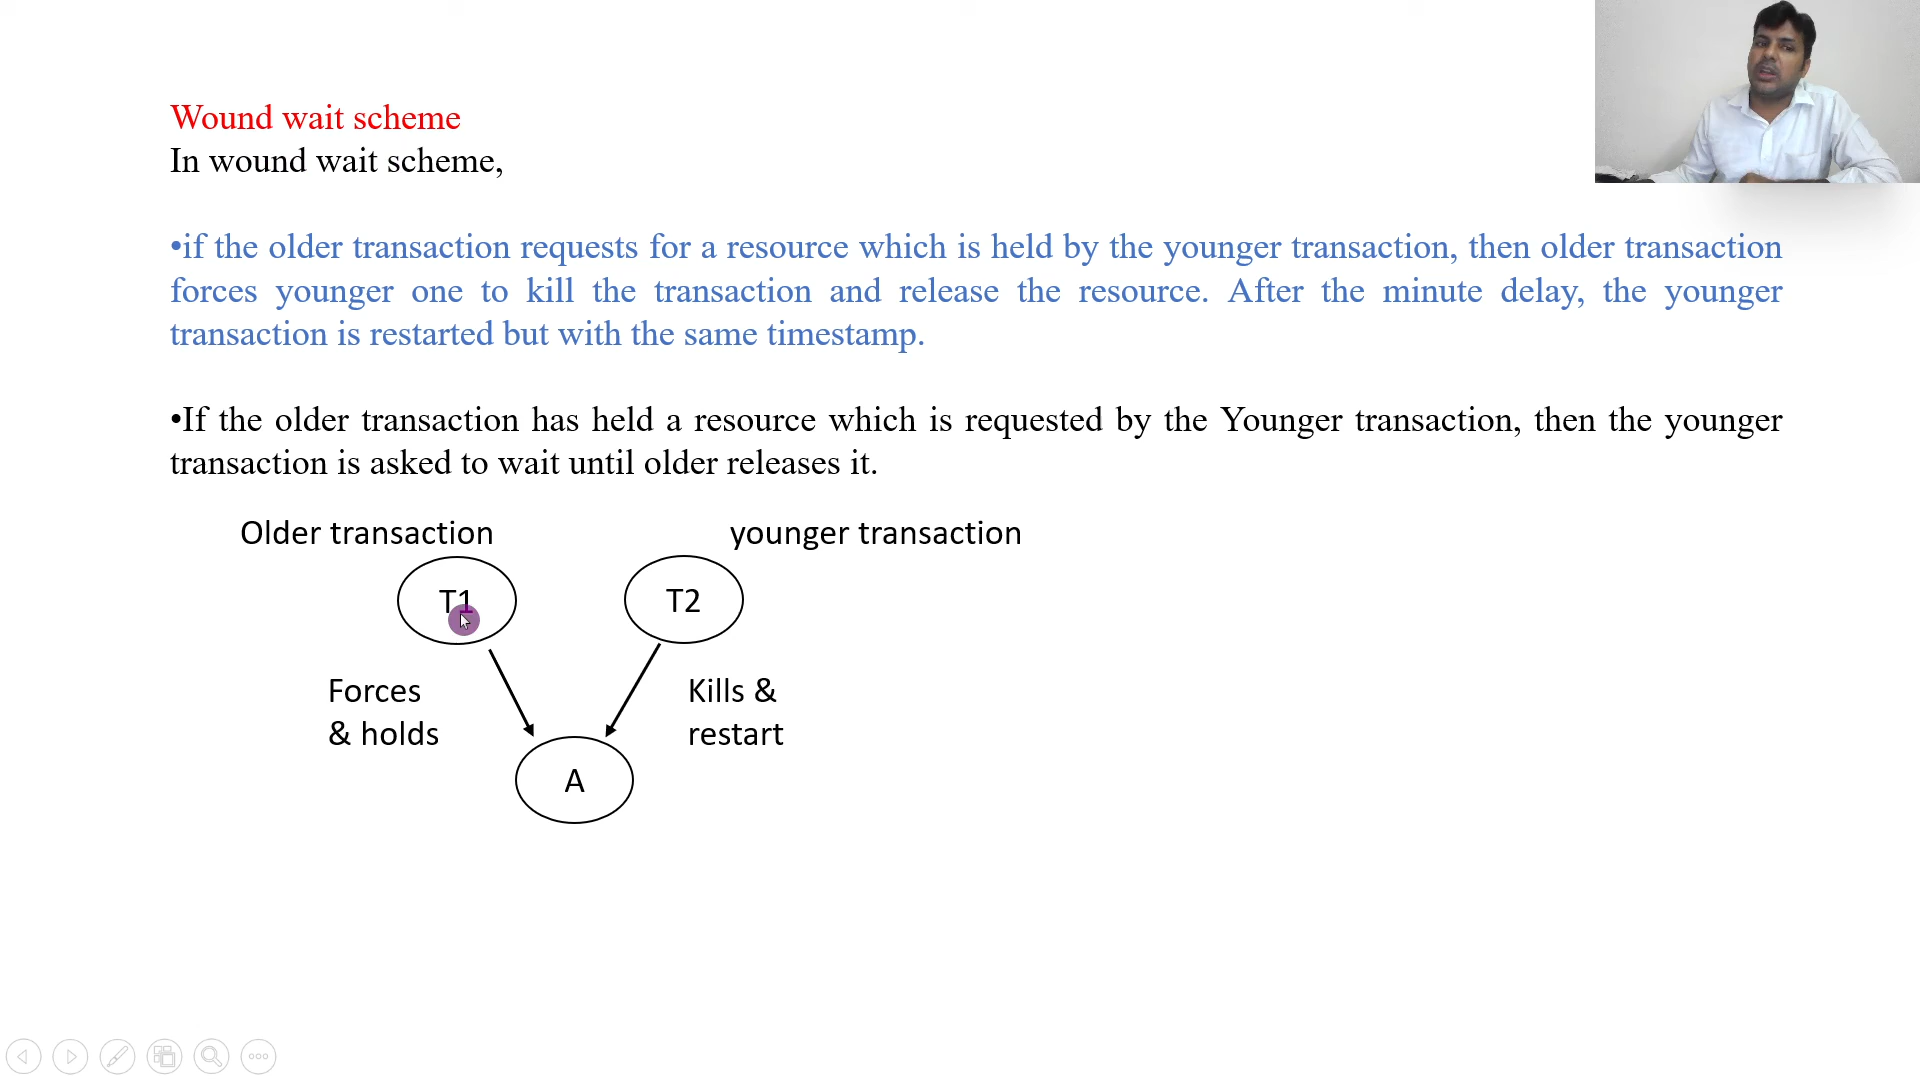 Wound wait scheme
In wound wait scheme,
•if the older transaction requests for a resource which is held by the younger transaction, then older transaction
forces younger one to kill the transaction and release the resource. After the minute delay, the younger
transaction is restarted but with the same timestamp.
•If the older transaction has held a resource which is requested by the Younger transaction, then the younger
transaction is asked to wait until older releases it.
Older transaction
younger transaction
T1
T2
Forces
& holds
Kills &
restart
A